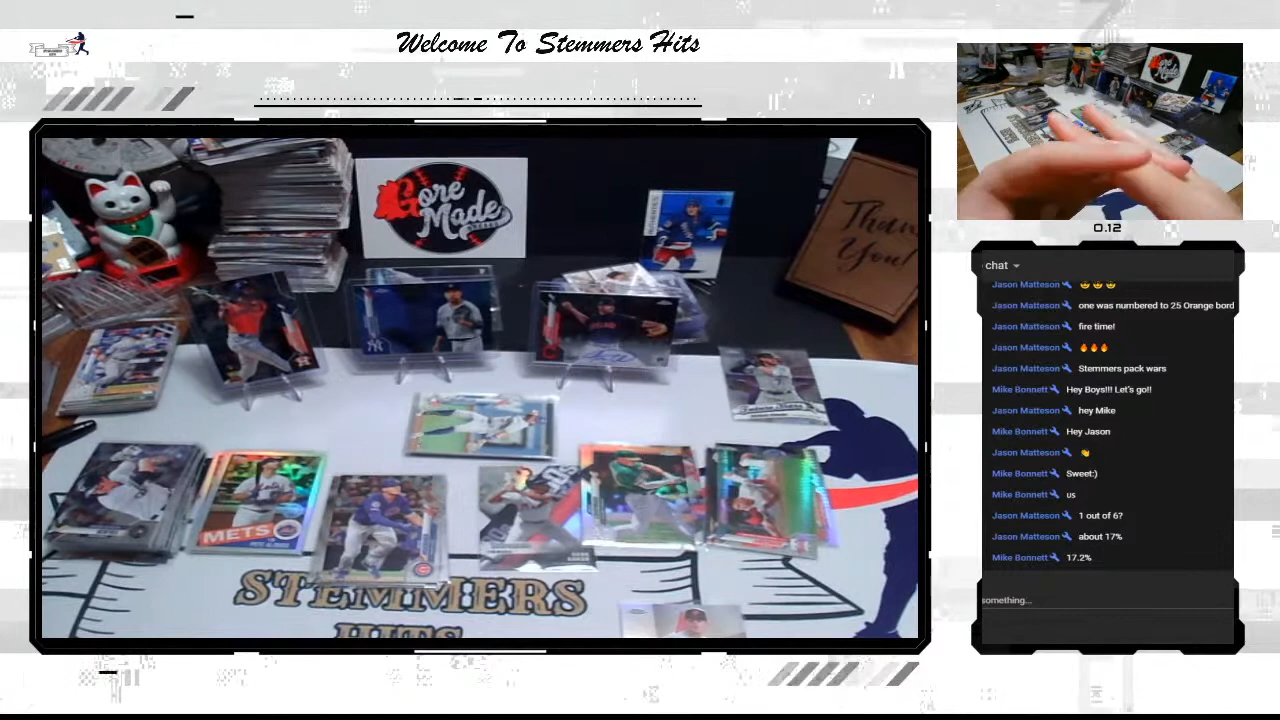 Welcome To Stemmers Hits
Gore
Made
Thank
You!
METS
STEMMERS
HITS
0.12
chat
Jason Matteson
Jason Matteson one was numbered to 25 Orange bord
Jason Matteson fire time!
Jason Matteson 🔥🔥🔥
Jason Matteson Stemmers pack wars
Mike Bonnett Hey Boys!!! Let's go!!
Jason Matteson hey Mike
Mike Bonnett Hey Jason
Jason Matteson 👏
Mike Bonnett Sweet:)
Mike Bonnett us
Jason Matteson 1 out of 6?
Jason Matteson about 17%
Mike Bonnett 17.2%
something...